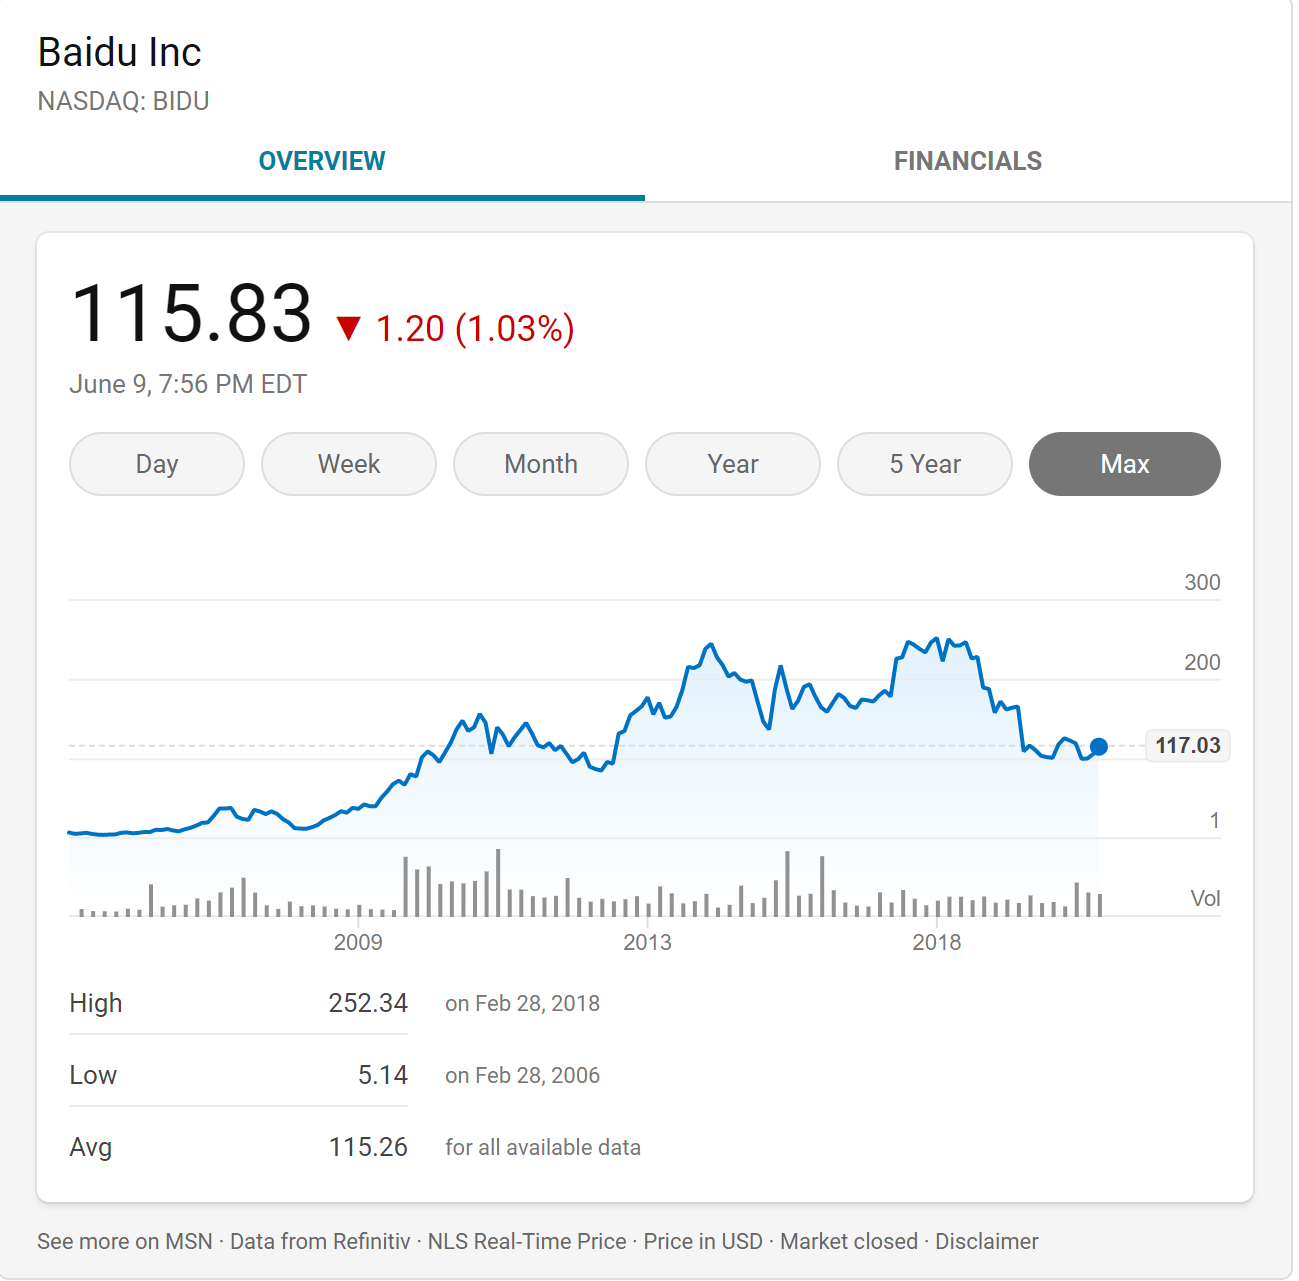 Baidu Inc
NASDAQ: BIDU
OVERVIEW FINANCIALS
115.83 ▼ 1.20 (1.03%)
June 9, 7:56 PM EDT
Day Week Month Year 5 Year Max
300
200
117.03
1
Vol
2009 2013 2018
High 252.34 on Feb 28, 2018
Low 5.14 on Feb 28, 2006
Avg 115.26 for all available data
See more on MSN · Data from Refinitiv · NLS Real-Time Price · Price in USD · Market closed · Disclaimer